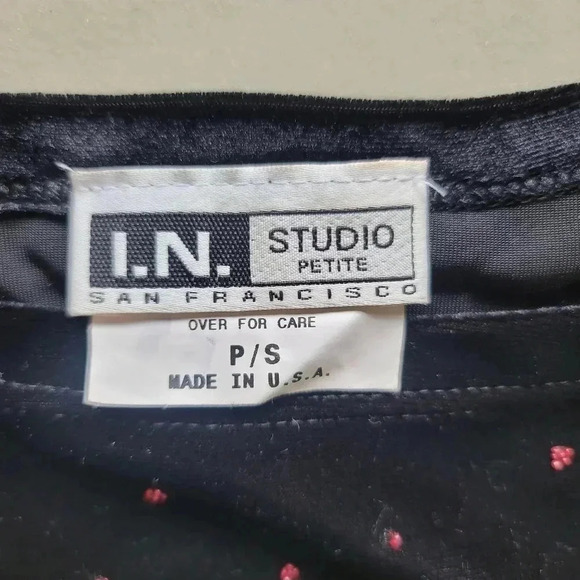 I.N. STUDIO
PETITE
SAN FRANCISCO
OVER FOR CARE
P/S
MADE IN U.S.A.